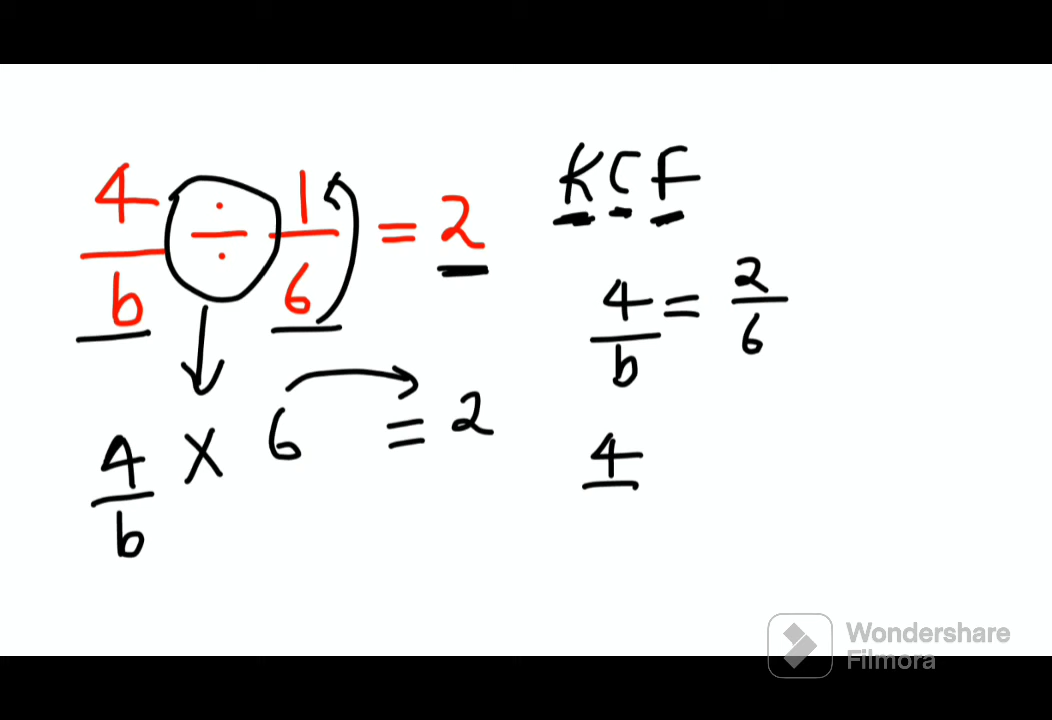 4/b ÷ 1/6 = 2
4/b × 6 = 2
KCF
4/b = 2/6
4
Wondershare
Filmora